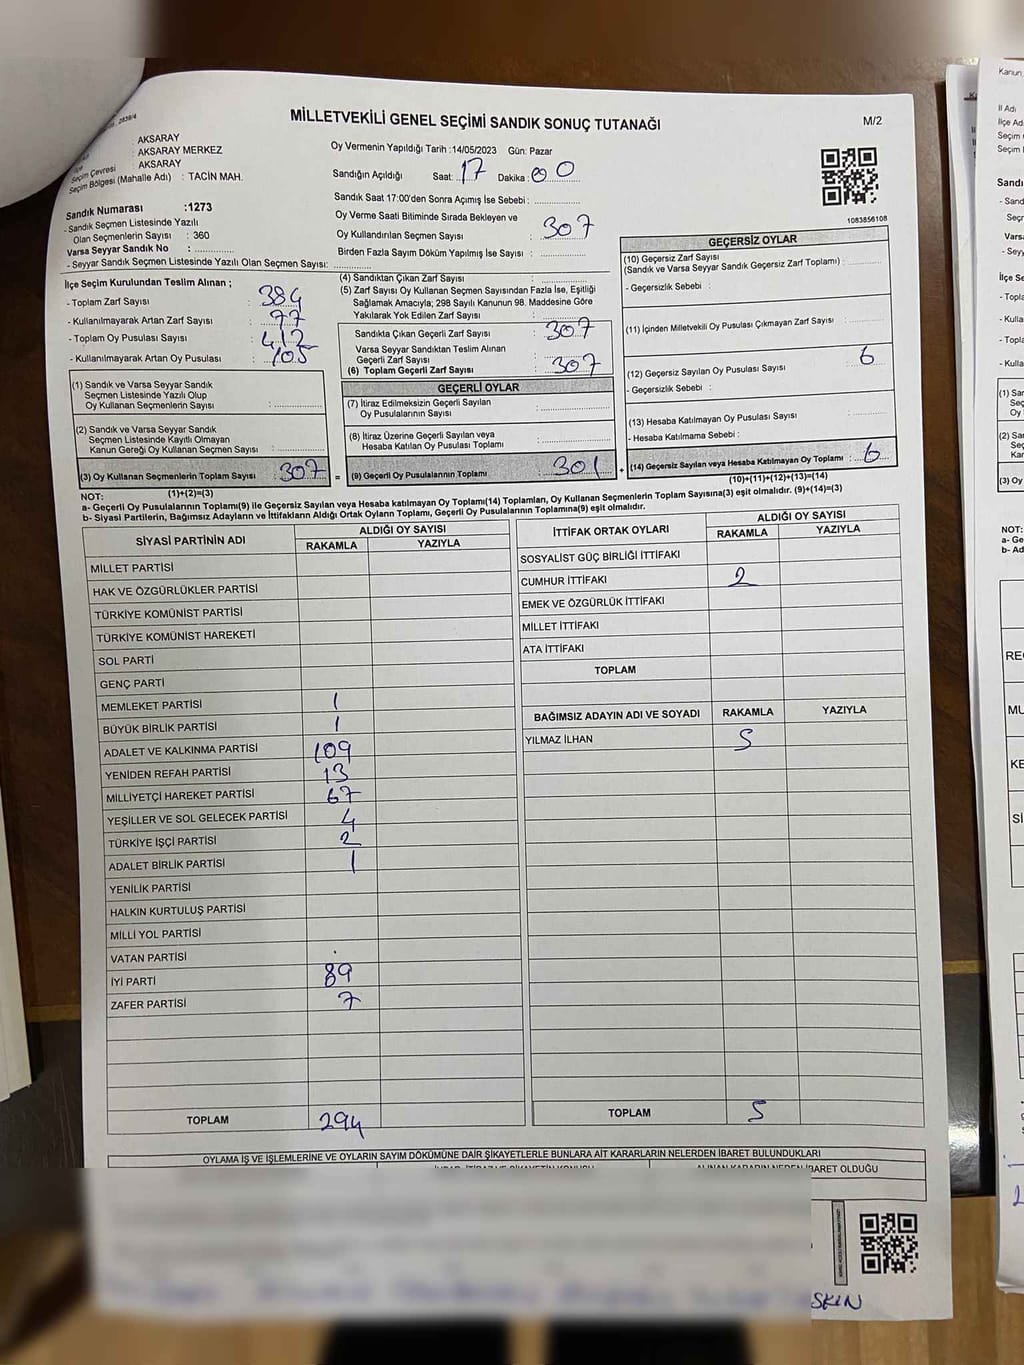 MİLLETVEKİLİ GENEL SEÇİMİ SANDIK SONUÇ TUTANAĞI
M/2
: AKSARAY
: AKSARAY MERKEZ
Seçim Çevresi : AKSARAY
Seçim Bölgesi (Mahalle Adı) : TACİN MAH.
Oy Vermenin Yapıldığı Tarih :14/05/2023 Gün: Pazar
Sandığın Açıldığı Saat: 17 Dakika: 00
Sandık Saat 17:00'den Sonra Açılmış İse Sebebi :
Oy Verme Saati Bitiminde Sırada Bekleyen ve
Oy Kullandırılan Seçmen Sayısı : 307
Birden Fazla Sayım Döküm Yapılmış İse Sayısı :
Sandık Numarası :1273
- Sandık Seçmen Listesinde Yazılı
Olan Seçmenlerin Sayısı : 360
Varsa Seyyar Sandık No :
- Seyyar Sandık Seçmen Listesinde Yazılı Olan Seçmen Sayısı:
1083856108
İlçe Seçim Kurulundan Teslim Alınan ;
- Toplam Zarf Sayısı : 384
- Kullanılmayarak Artan Zarf Sayısı : 77
- Toplam Oy Pusulası Sayısı : 412
- Kullanılmayarak Artan Oy Pusulası : 105
(4) Sandıktan Çıkan Zarf Sayısı :
(5) Zarf Sayısı Oy Kullanan Seçmen Sayısından Fazla İse, Eşitliği
Sağlamak Amacıyla; 298 Sayılı Kanunun 98. Maddesine Göre
Yakılarak Yok Edilen Zarf Sayısı :
Sandıkta Çıkan Geçerli Zarf Sayısı : 307
Varsa Seyyar Sandıktan Teslim Alınan
Geçerli Zarf Sayısı :
(6) Toplam Geçerli Zarf Sayısı : 307
GEÇERSİZ OYLAR
(10) Geçersiz Zarf Sayısı
(Sandık ve Varsa Seyyar Sandık Geçersiz Zarf Toplamı) :
- Geçersizlik Sebebi :
(11) İçinden Milletvekili Oy Pusulası Çıkmayan Zarf Sayısı :
(12) Geçersiz Sayılan Oy Pusulası Sayısı : 6
- Geçersizlik Sebebi :
(13) Hesaba Katılmayan Oy Pusulası Sayısı :
- Hesaba Katılmama Sebebi :
(14) Geçersiz Sayılan veya Hesaba Katılmayan Oy Toplamı : 6
(10)+(11)+(12)+(13)=(14)
(1) Sandık ve Varsa Seyyar Sandık
Seçmen Listesinde Yazılı Olup
Oy Kullanan Seçmenlerin Sayısı :
(2) Sandık ve Varsa Seyyar Sandık
Seçmen Listesinde Kayıtlı Olmayan
Kanun Gereği Oy Kullanan Seçmen Sayısı :
(3) Oy Kullanan Seçmenlerin Toplam Sayısı : 307
(1)+(2)=(3)
GEÇERLİ OYLAR
(7) İtiraz Edilmeksizin Geçerli Sayılan
Oy Pusulalarının Sayısı :
(8) İtiraz Üzerine Geçerli Sayılan veya
Hesaba Katılan Oy Pusulası Toplamı :
= (9) Geçerli Oy Pusulalarının Toplamı : 301 +
NOT:
a- Geçerli Oy Pusulalarının Toplamı(9) ile Geçersiz Sayılan veya Hesaba katılmayan Oy Toplamı(14) Toplamları, Oy Kullanan Seçmenlerin Toplam Sayısına(3) eşit olmalıdır. (9)+(14)=(3)
b- Siyasi Partilerin, Bağımsız Adayların ve İttifakların Aldığı Ortak Oyların Toplamı, Geçerli Oy Pusulalarının Toplamına(9) eşit olmalıdır.
SİYASİ PARTİNİN ADI ALDIĞI OY SAYISI
RAKAMLA YAZIYLA
MİLLET PARTİSİ
HAK VE ÖZGÜRLÜKLER PARTİSİ
TÜRKİYE KOMÜNİST PARTİSİ
TÜRKİYE KOMÜNİST HAREKETİ
SOL PARTİ
GENÇ PARTİ
MEMLEKET PARTİSİ 1
BÜYÜK BİRLİK PARTİSİ 1
ADALET VE KALKINMA PARTİSİ 109
YENİDEN REFAH PARTİSİ 13
MİLLİYETÇİ HAREKET PARTİSİ 67
YEŞİLLER VE SOL GELECEK PARTİSİ 4
TÜRKİYE İŞÇİ PARTİSİ 2
ADALET BİRLİK PARTİSİ 1
YENİLİK PARTİSİ
HALKIN KURTULUŞ PARTİSİ
MİLLİ YOL PARTİSİ
VATAN PARTİSİ
İYİ PARTİ 89
ZAFER PARTİSİ 7
TOPLAM 294
İTTİFAK ORTAK OYLARI ALDIĞI OY SAYISI
RAKAMLA YAZIYLA
SOSYALİST GÜÇ BİRLİĞİ İTTİFAKI
CUMHUR İTTİFAKI 2
EMEK VE ÖZGÜRLÜK İTTİFAKI
MİLLET İTTİFAKI
ATA İTTİFAKI
TOPLAM
BAĞIMSIZ ADAYIN ADI VE SOYADI RAKAMLA YAZIYLA
YILMAZ İLHAN 5
TOPLAM 5
OYLAMA İŞ VE İŞLEMLERİNE VE OYLARIN SAYIM DÖKÜMÜNE DAİR ŞİKAYETLERLE BUNLARA AİT KARARLARIN NELERDEN İBARET BULUNDUKLARI